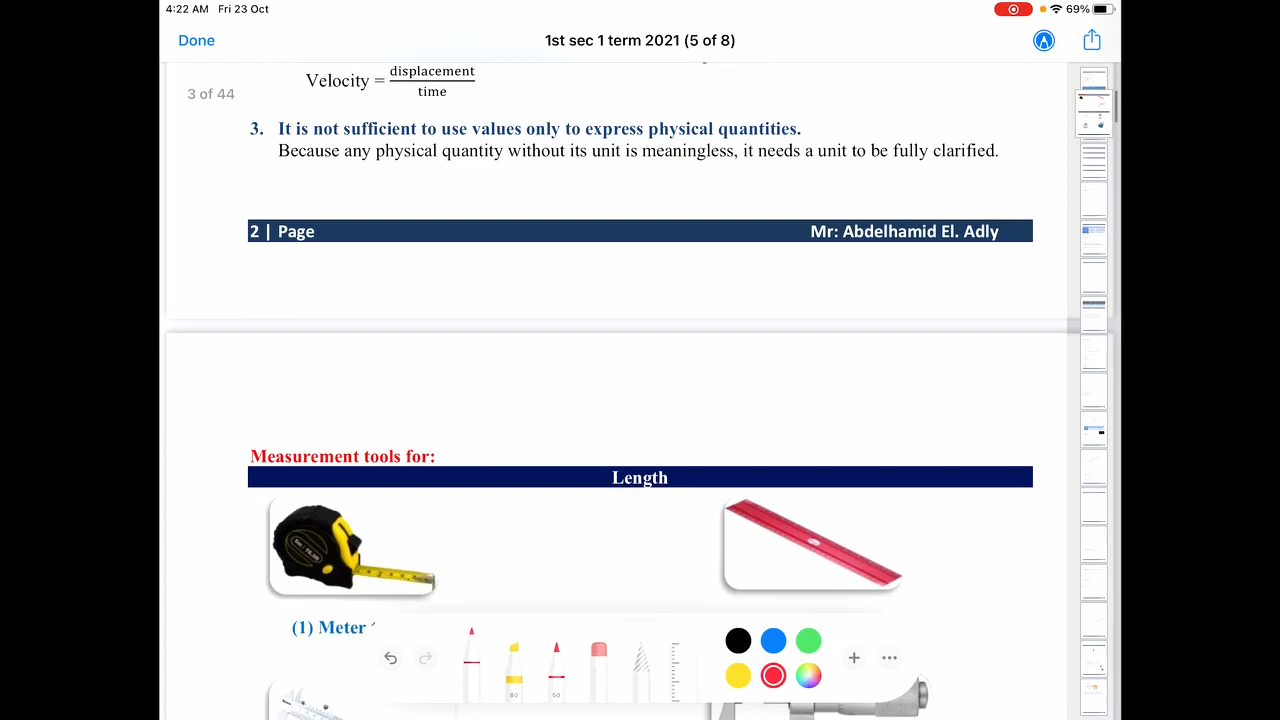 4:22 AM Fri 23 Oct 69%
Done 1st sec 1 term 2021 (5 of 8)
3 of 44
Velocity = displacement
time
3. It is not sufficient to use values only to express physical quantities.
Because any physical quantity without its unit is meaningless, it needs a unit to be fully clarified.
2 | Page Mr: Abdelhamid El. Adly
Measurement tools for:
Length
(1) Meter
80 50